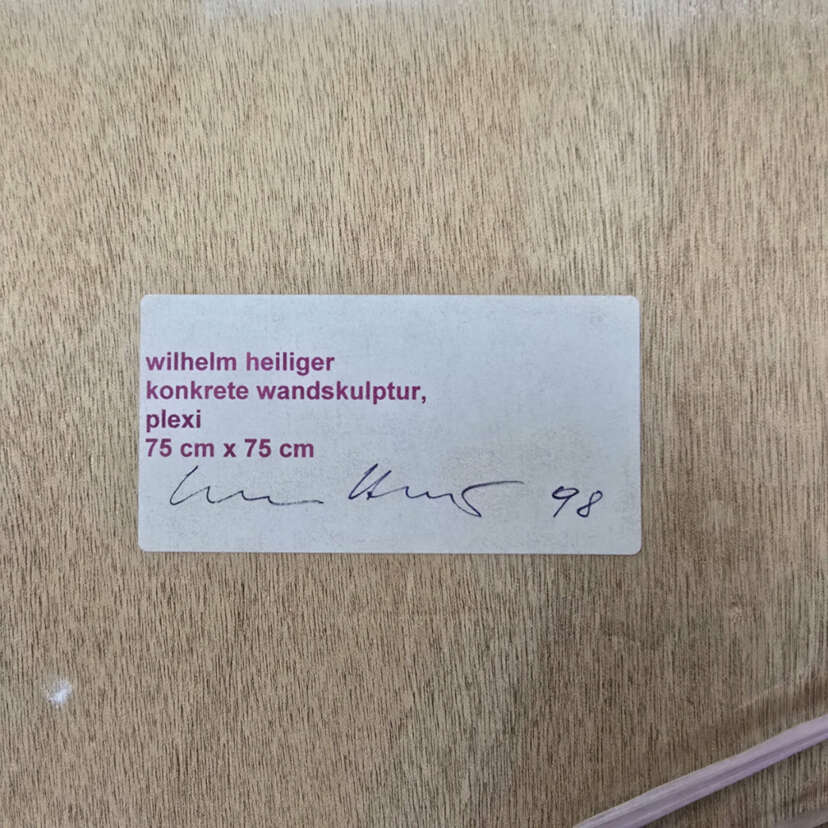 wilhelm heiliger
konkrete wandskulptur,
plexi
75 cm x 75 cm
98